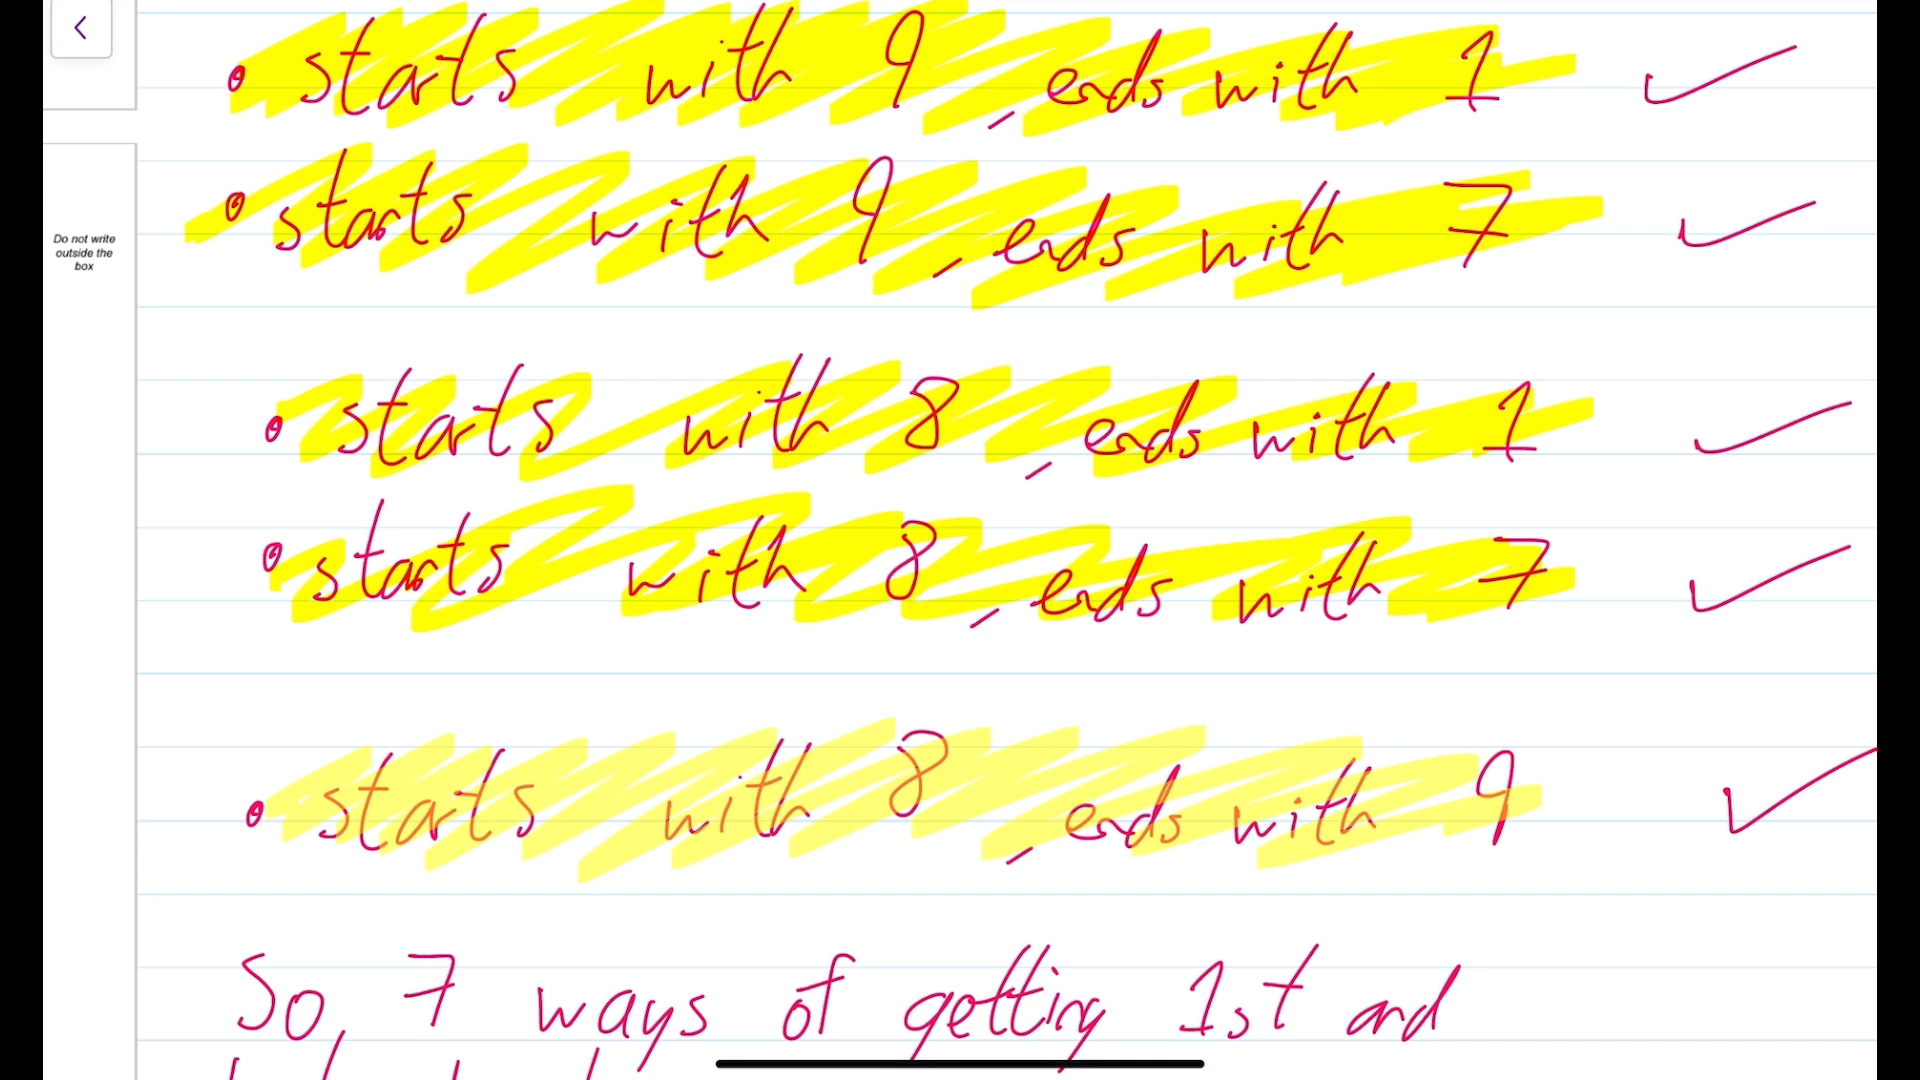 • starts with 9, ends with 1 ✓
• starts with 9, ends with 7 ✓
Do not write
outside the
box
• starts with 8, ends with 1 ✓
• starts with 8, ends with 7 ✓
• starts with 8, ends with 9 ✓
So, 7 ways of getting 1st and